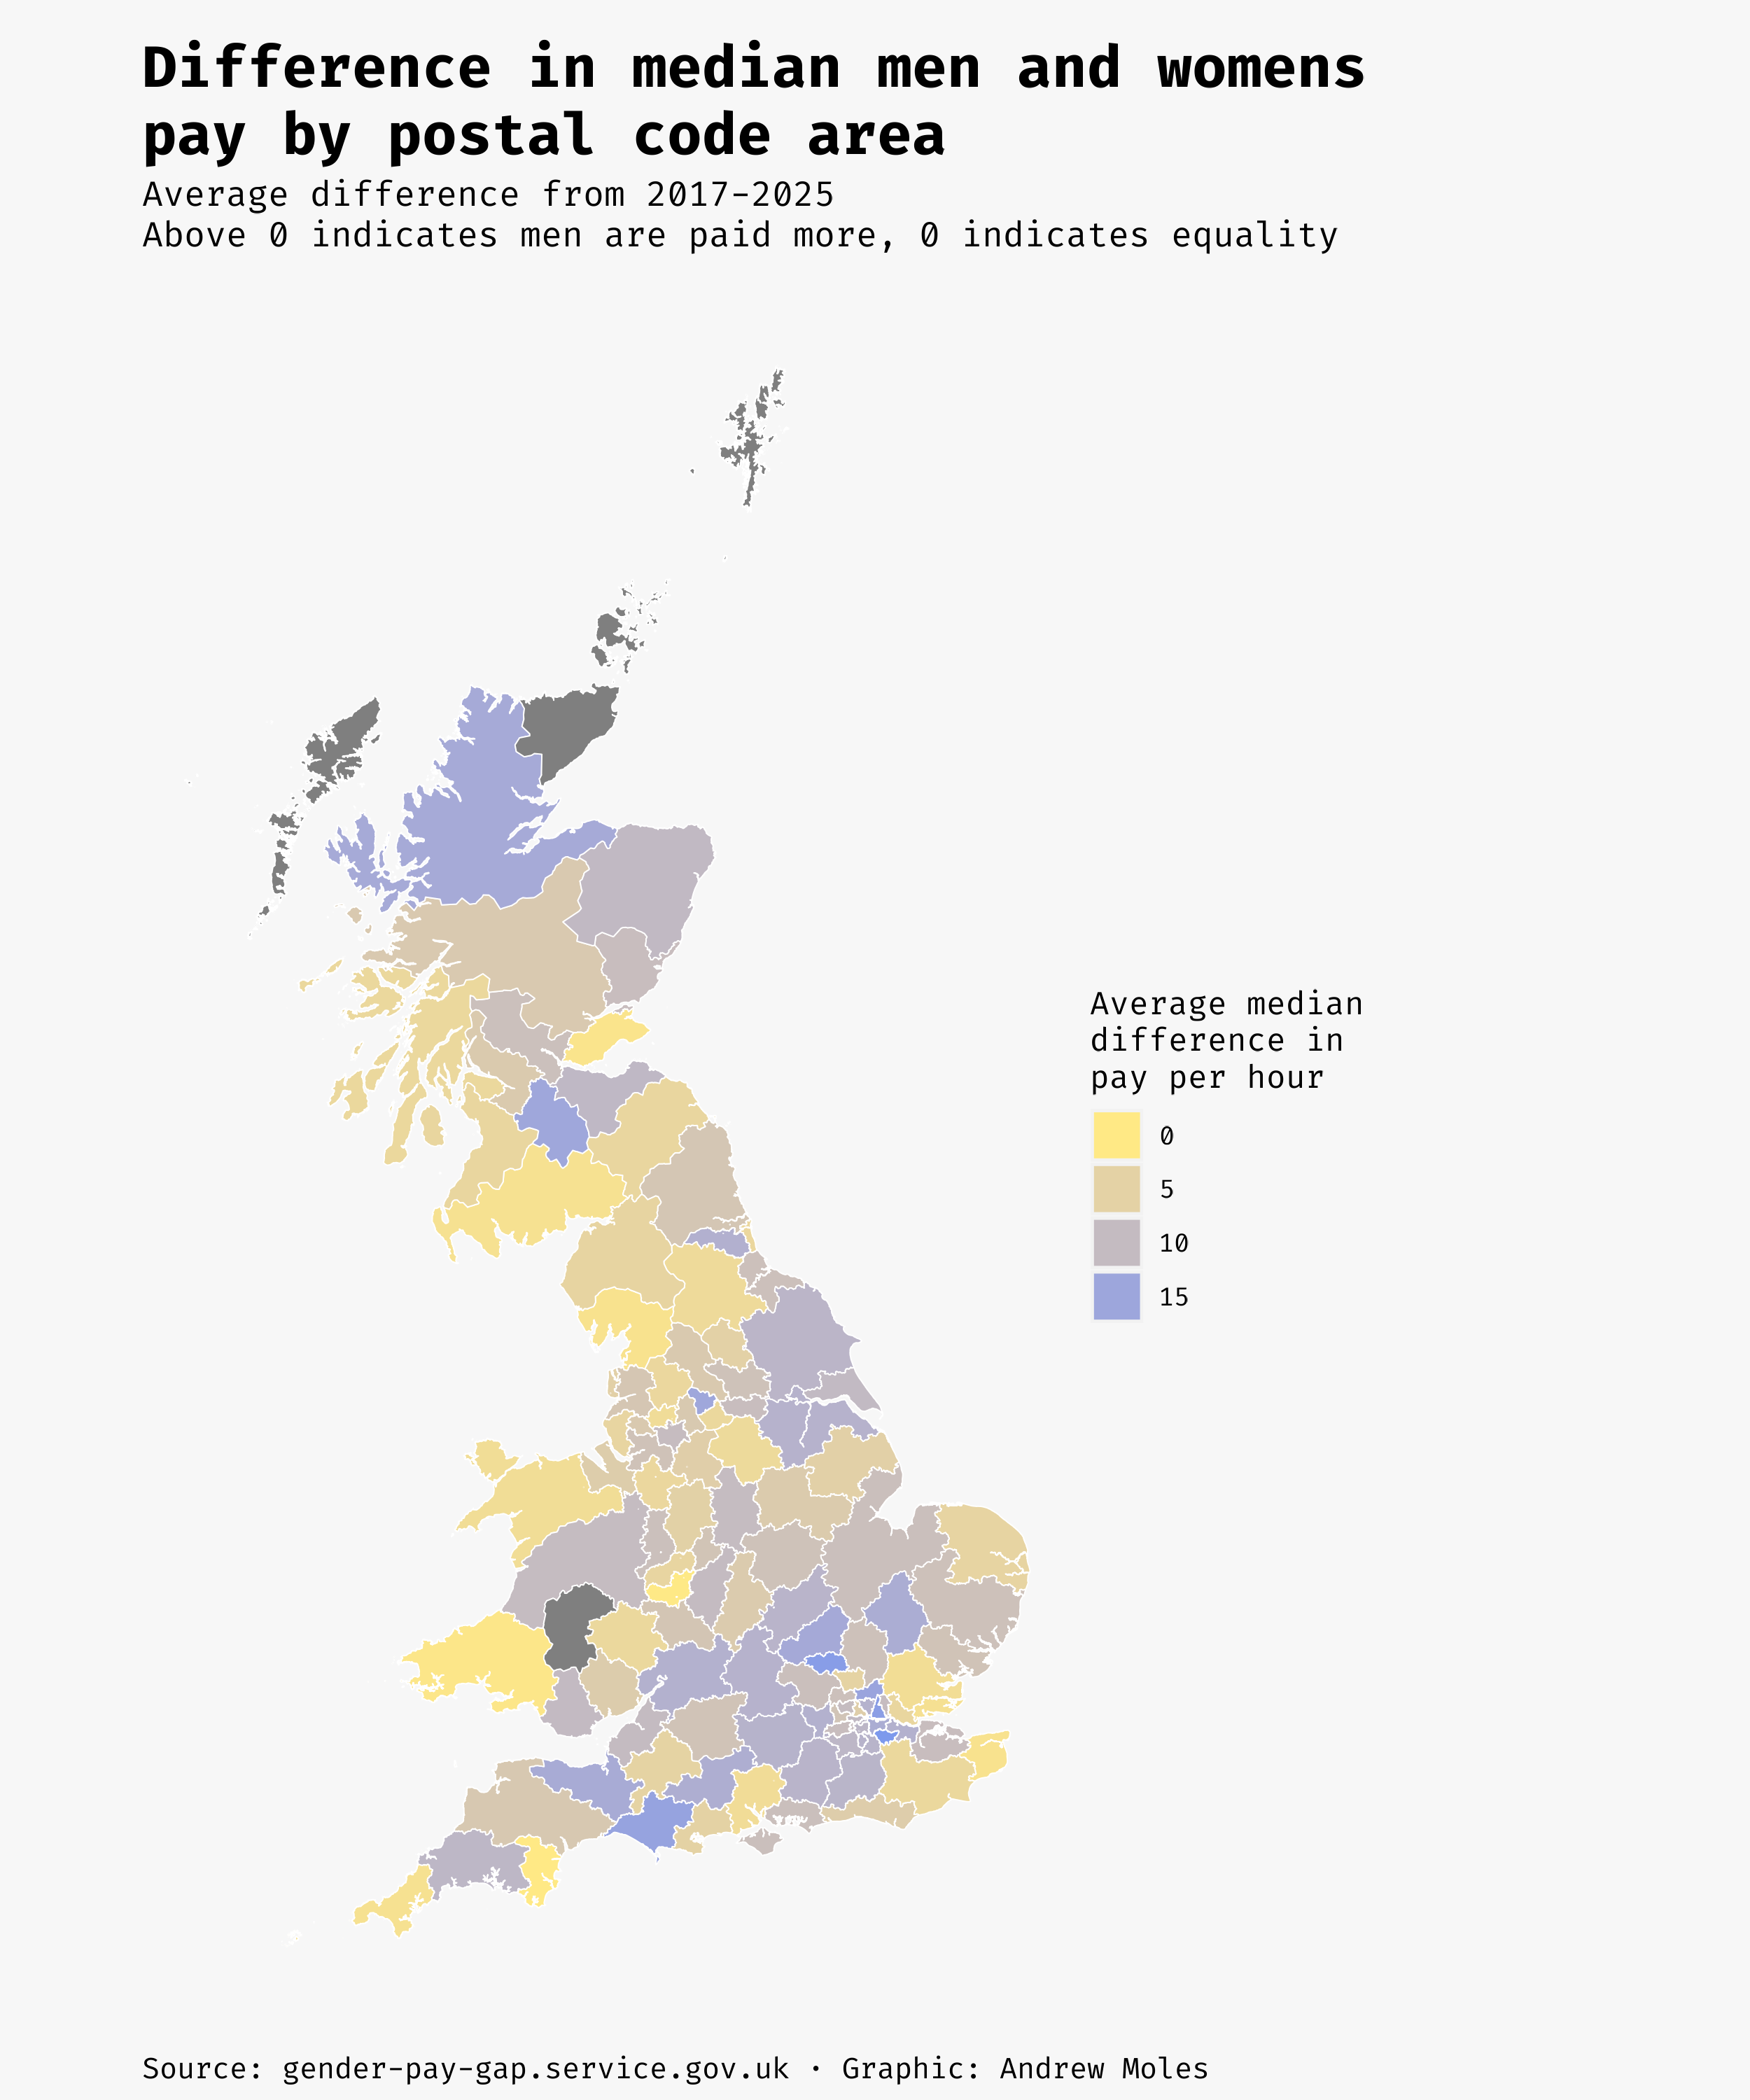 Difference in median men and womens
pay by postal code area
Average difference from 2017-2025
Above 0 indicates men are paid more, 0 indicates equality
Average median
difference in
pay per hour
0
5
10
15
Source: gender-pay-gap.service.gov.uk · Graphic: Andrew Moles